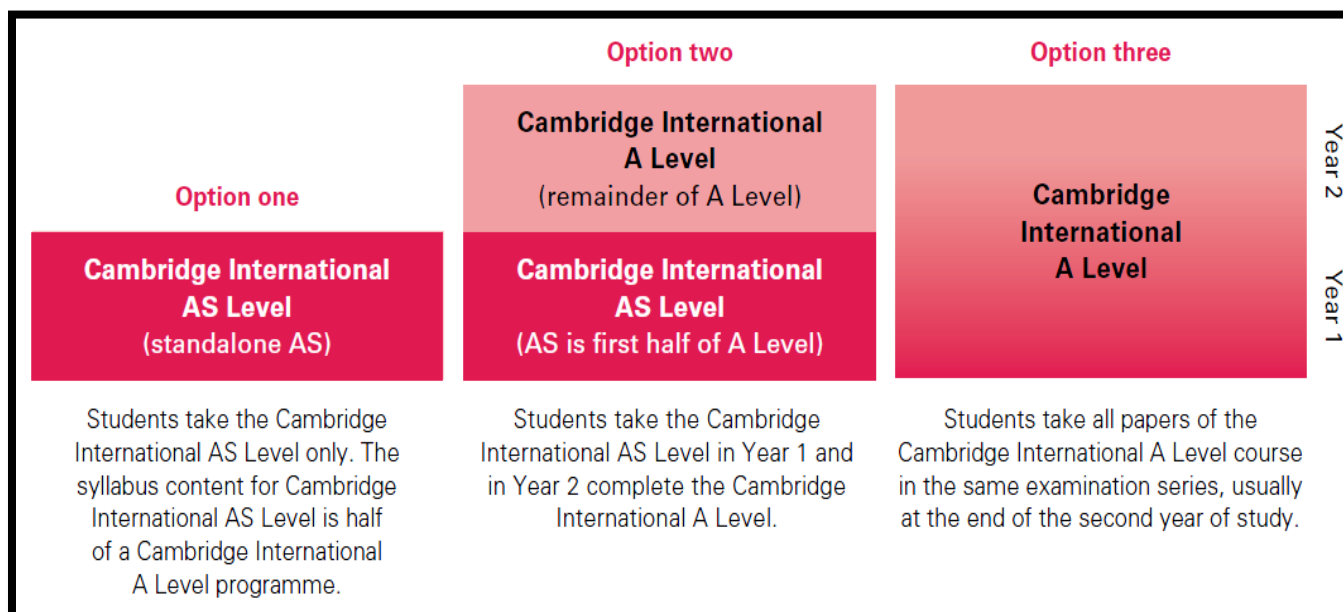 Option one
Cambridge International
AS Level
(standalone AS)
Students take the Cambridge
International AS Level only. The
syllabus content for Cambridge
International AS Level is half
of a Cambridge International
A Level programme.
Option two
Cambridge International
A Level
(remainder of A Level)
Cambridge International
AS Level
(AS is first half of A Level)
Students take the Cambridge
International AS Level in Year 1 and
in Year 2 complete the Cambridge
International A Level.
Option three
Cambridge
International
A Level
Students take all papers of the
Cambridge International A Level course
in the same examination series, usually
at the end of the second year of study.
Year 2
Year 1